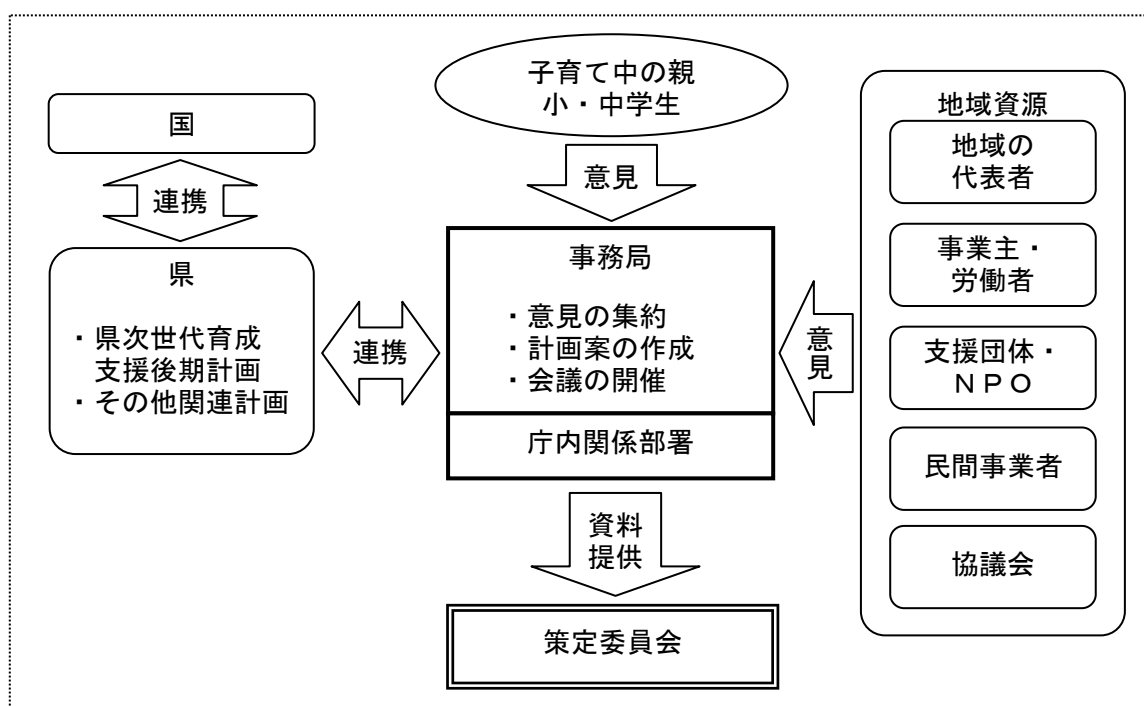 子育て中の親
小・中学生
国
連携
県
・県次世代育成
支援後期計画
・その他関連計画
連携
意見
事務局
・意見の集約
・計画案の作成
・会議の開催
庁内関係部署
資料
提供
策定委員会
意
見
地域資源
地域の
代表者
事業主・
労働者
支援団体・
ＮＰＯ
民間事業者
協議会